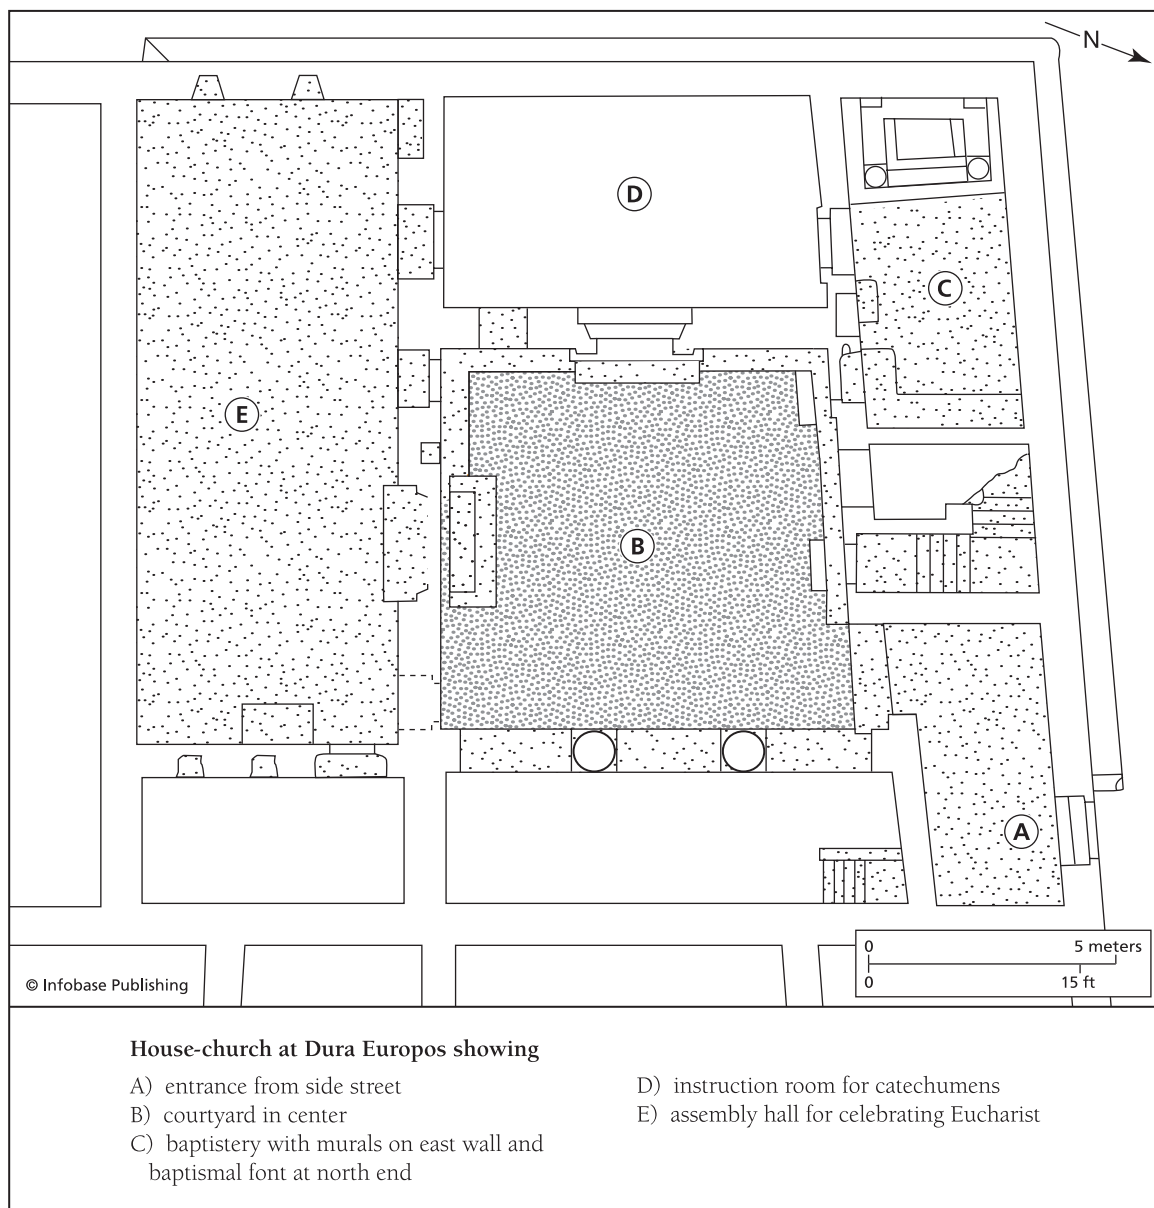 N
D
C
E
B
A
0 5 meters
0 15 ft
© Infobase Publishing
House-church at Dura Europos showing
A) entrance from side street
B) courtyard in center
C) baptistery with murals on east wall and
baptismal font at north end
D) instruction room for catechumens
E) assembly hall for celebrating Eucharist